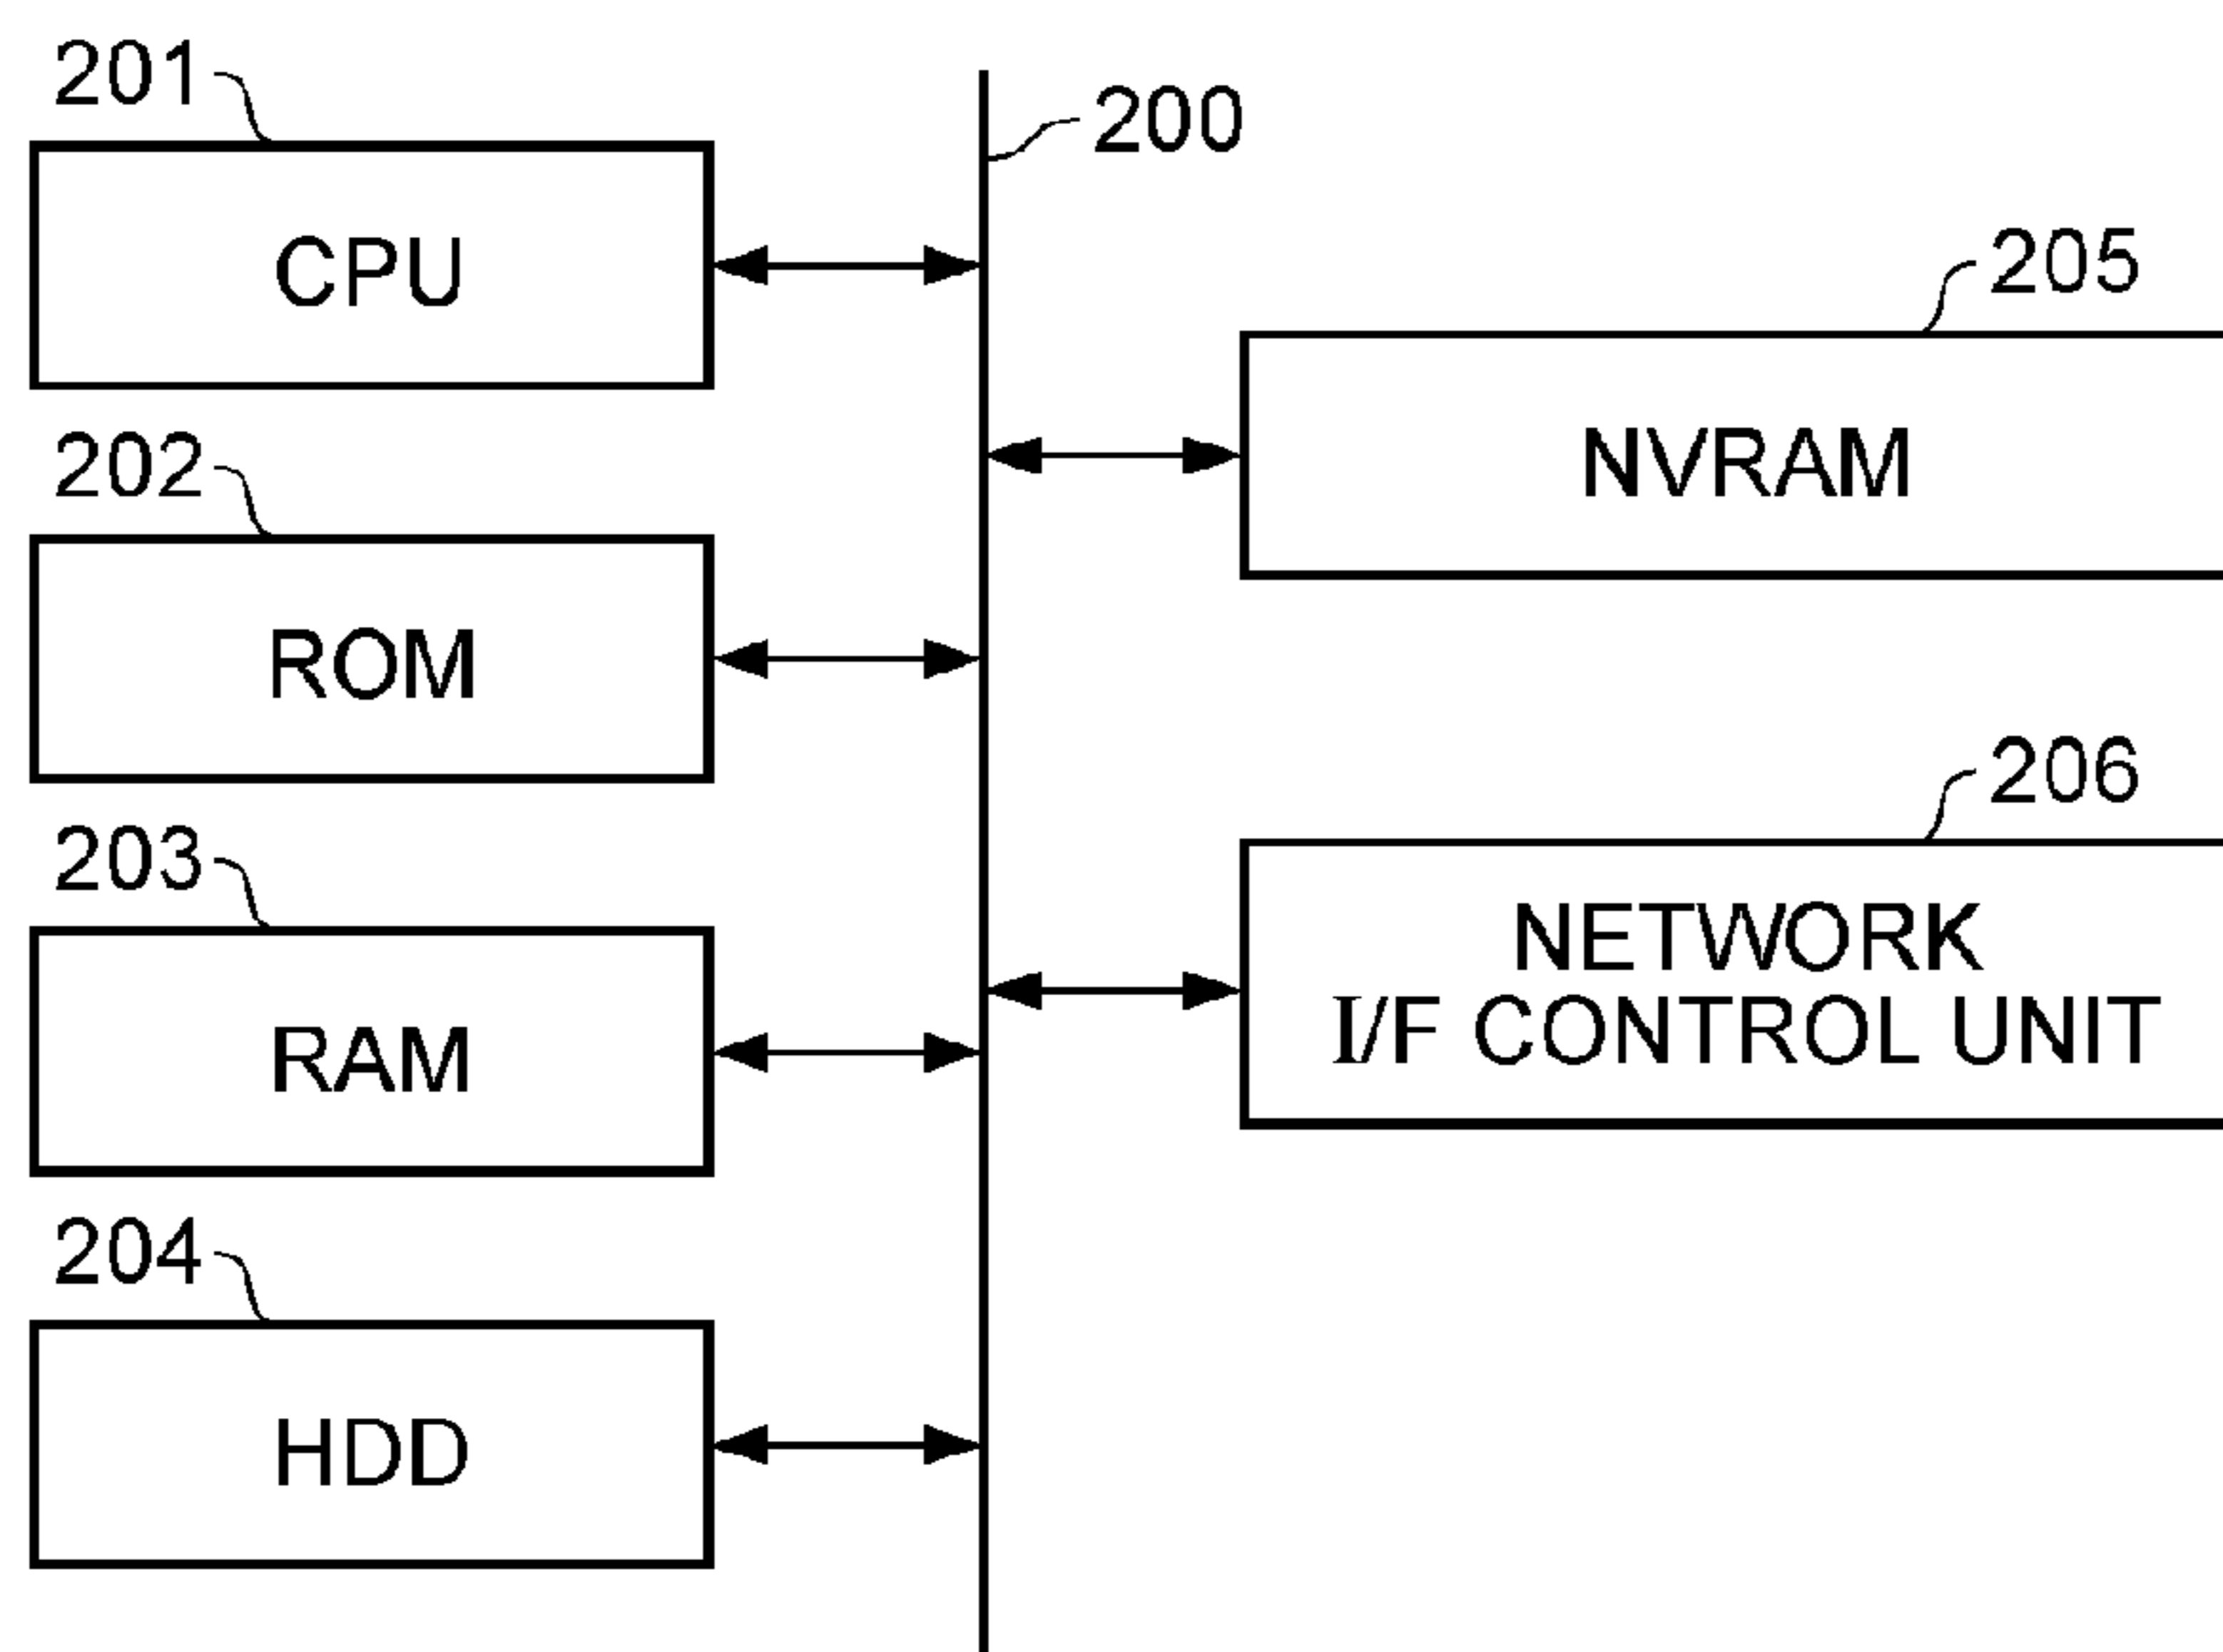 201
CPU
200
205
NVRAM
202
ROM
206
NETWORK
I/F CONTROL UNIT
203
RAM
204
HDD